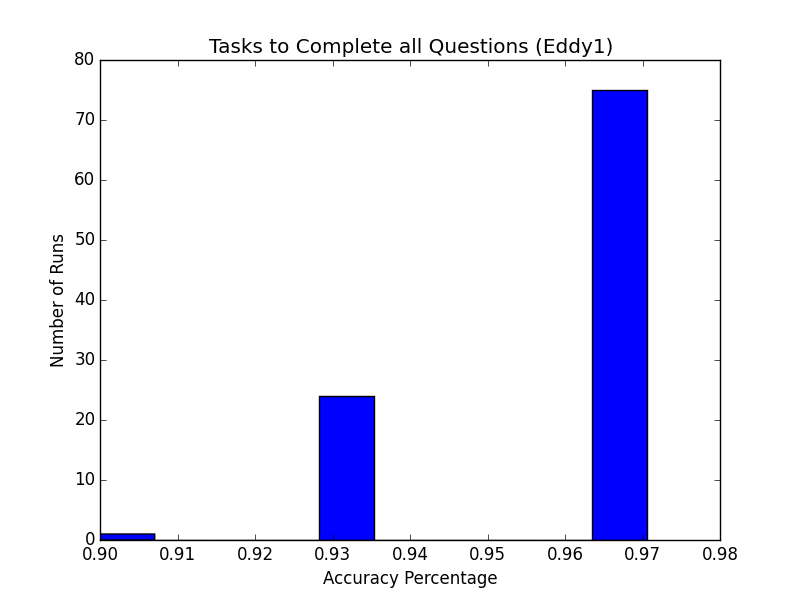 Tasks to Complete all Questions (Eddy1)
80
70
60
50
40
30
20
10
0
Number of Runs
0.90 0.91 0.92 0.93 0.94 0.95 0.96 0.97 0.98
Accuracy Percentage